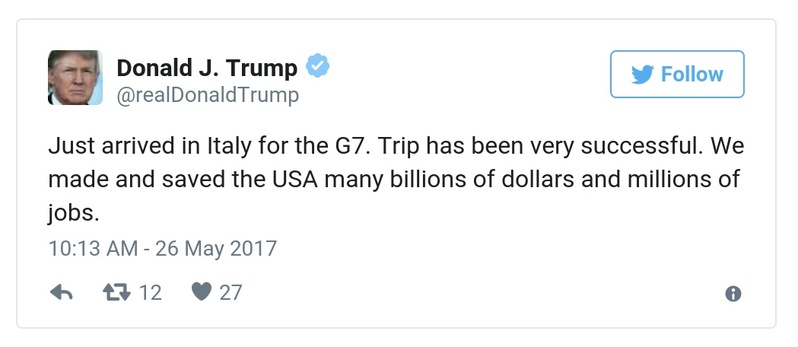 Donald J. Trump
@realDonaldTrump
Follow
Just arrived in Italy for the G7. Trip has been very successful. We
made and saved the USA many billions of dollars and millions of
jobs.
10:13 AM - 26 May 2017
12 27